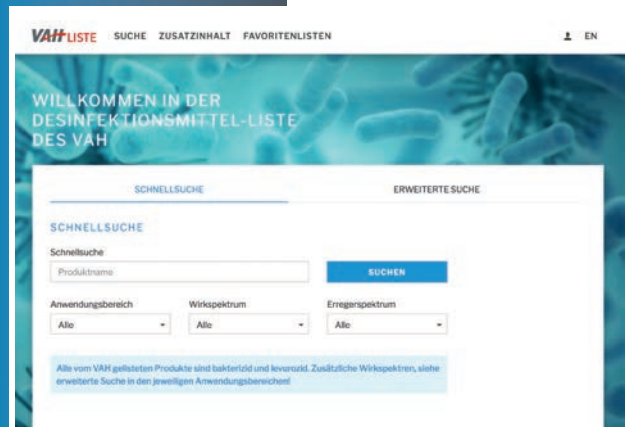 VAH LISTE SUCHE ZUSATZINHALT FAVORITENLISTEN EN
WILLKOMMEN IN DER
DESINFEKTIONSMITTEL-LISTE
DES VAH
SCHNELLSUCHE ERWEITERTE SUCHE
SCHNELLSUCHE
Schnellsuche
Produktname SUCHEN
Anwendungsbereich Wirkspektrum Erregerspektrum
Alle Alle Alle
Alle vom VAH gelisteten Produkte sind bakterizid und levurozid. Zusätzliche Wirkspektren, siehe
erweiterte Suche in den jeweiligen Anwendungsbereichen!